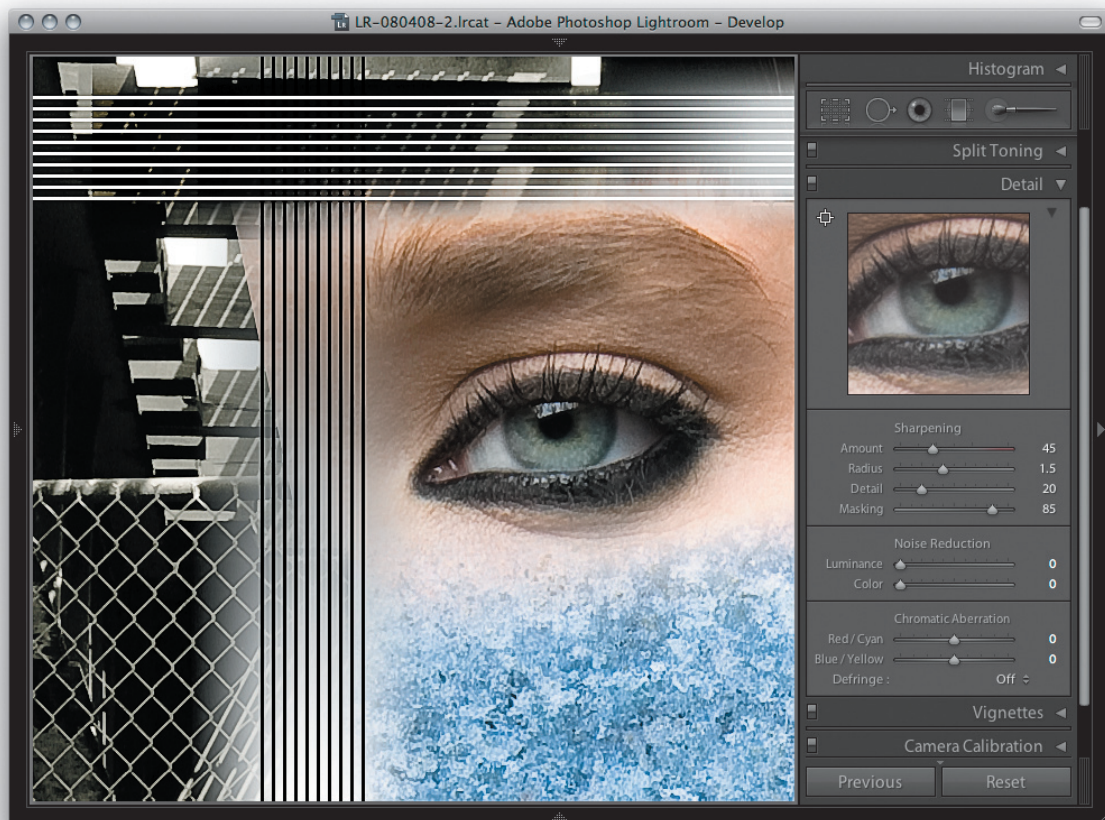 LR-080408-2.lrcat – Adobe Photoshop Lightroom – Develop
Histogram
Split Toning
Detail
Sharpening
Amount 45
Radius 1.5
Detail 20
Masking 85
Noise Reduction
Luminance 0
Color 0
Chromatic Aberration
Red / Cyan 0
Blue / Yellow 0
Defringe : Off
Vignettes
Camera Calibration
Previous Reset